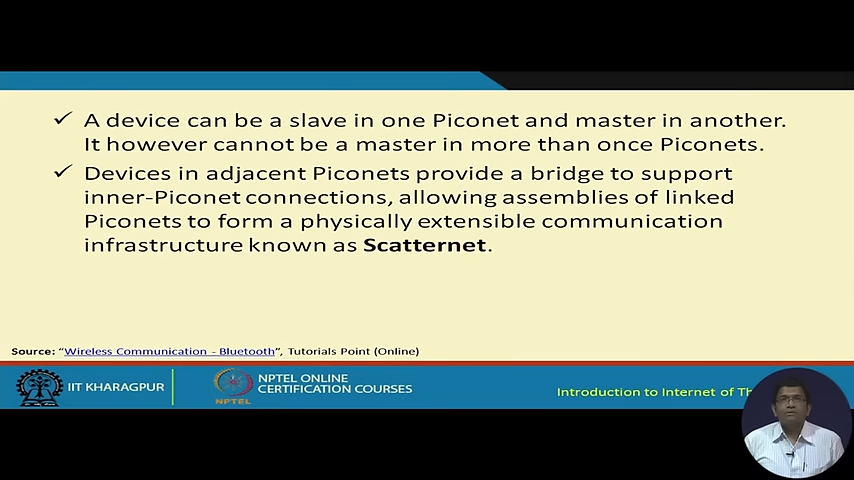 ✓ A device can be a slave in one Piconet and master in another.
It however cannot be a master in more than once Piconets.
✓ Devices in adjacent Piconets provide a bridge to support
inner-Piconet connections, allowing assemblies of linked
Piconets to form a physically extensible communication
infrastructure known as Scatternet.
Source: “Wireless Communication - Bluetooth”, Tutorials Point (Online)
IIT KHARAGPUR
NPTEL
NPTEL ONLINE
CERTIFICATION COURSES
Introduction to Internet of Th